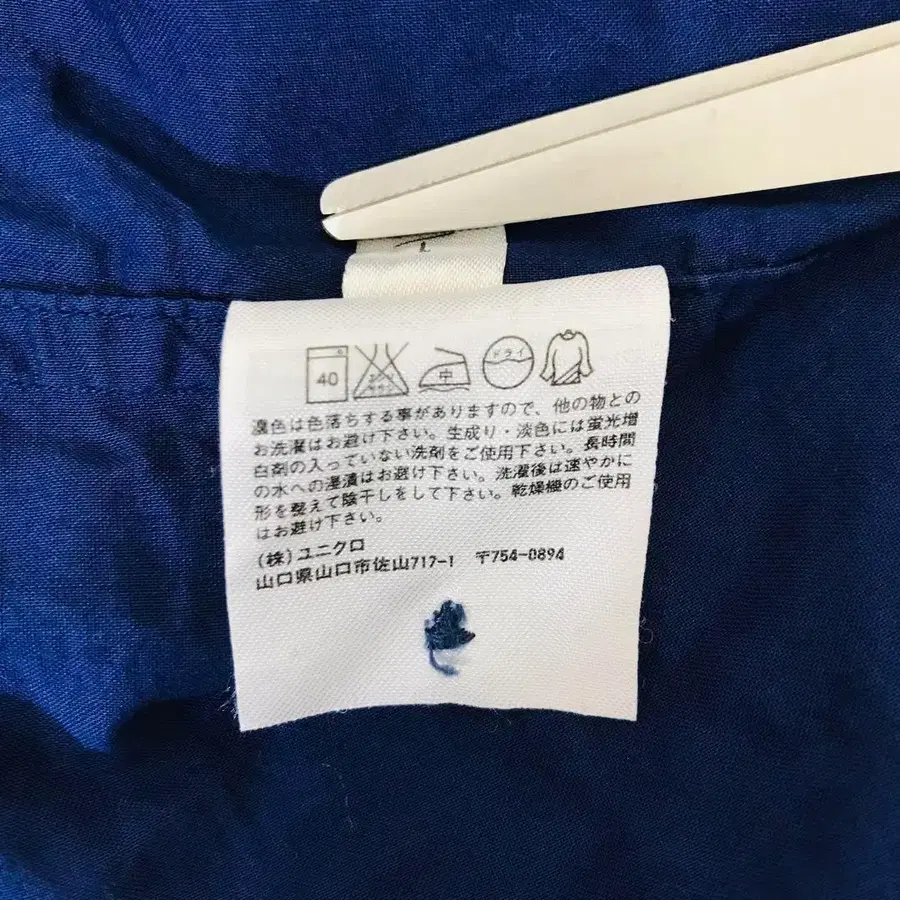 40
エンソ
サラシ
中
ドライ
濃色は色落ちする事がありますので、他の物との
お洗濯はお避け下さい。生成り・淡色には蛍光増
白剤の入っていない洗剤をご使用下さい。長時間
の水への浸漬はお避け下さい。洗濯後は速やかに
形を整えて陰干しをして下さい。乾燥機のご使用
はお避け下さい。
(株)ユニクロ
山口県山口市佐山717-1 〒754-0894